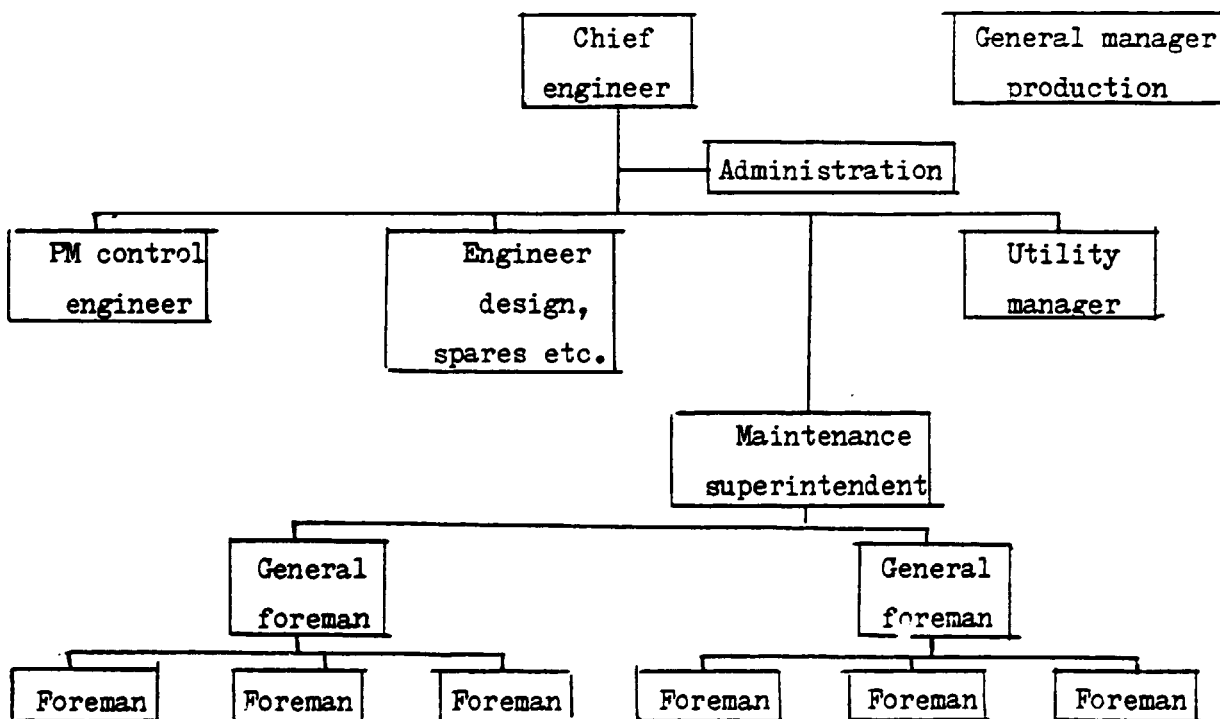 Chief
engineer
General manager
production
Administration
PM control
engineer
Engineer
design,
spares etc.
Utility
manager
Maintenance
superintendent
General
foreman
General
foreman
Foreman
Foreman
Foreman
Foreman
Foreman
Foreman